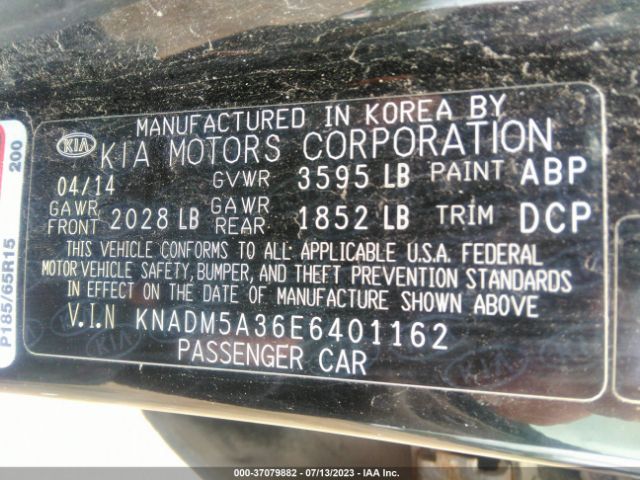 MANUFACTURED IN KOREA BY
KIA KIA MOTORS CORPORATION
04/14 GVWR 3595 LB PAINT ABP
GAWR FRONT 2028 LB GAWR REAR 1852 LB TRIM DCP
THIS VEHICLE CONFORMS TO ALL APPLICABLE U.S.A. FEDERAL
MOTOR VEHICLE SAFETY, BUMPER, AND THEFT PREVENTION STANDARDS
IN EFFECT ON THE DATE OF MANUFACTURE SHOWN ABOVE
V.I.N KNADM5A36E6401162
PASSENGER CAR
P185/65R15
200
000-37079882 / 07/13/2023 / IAAI.COM